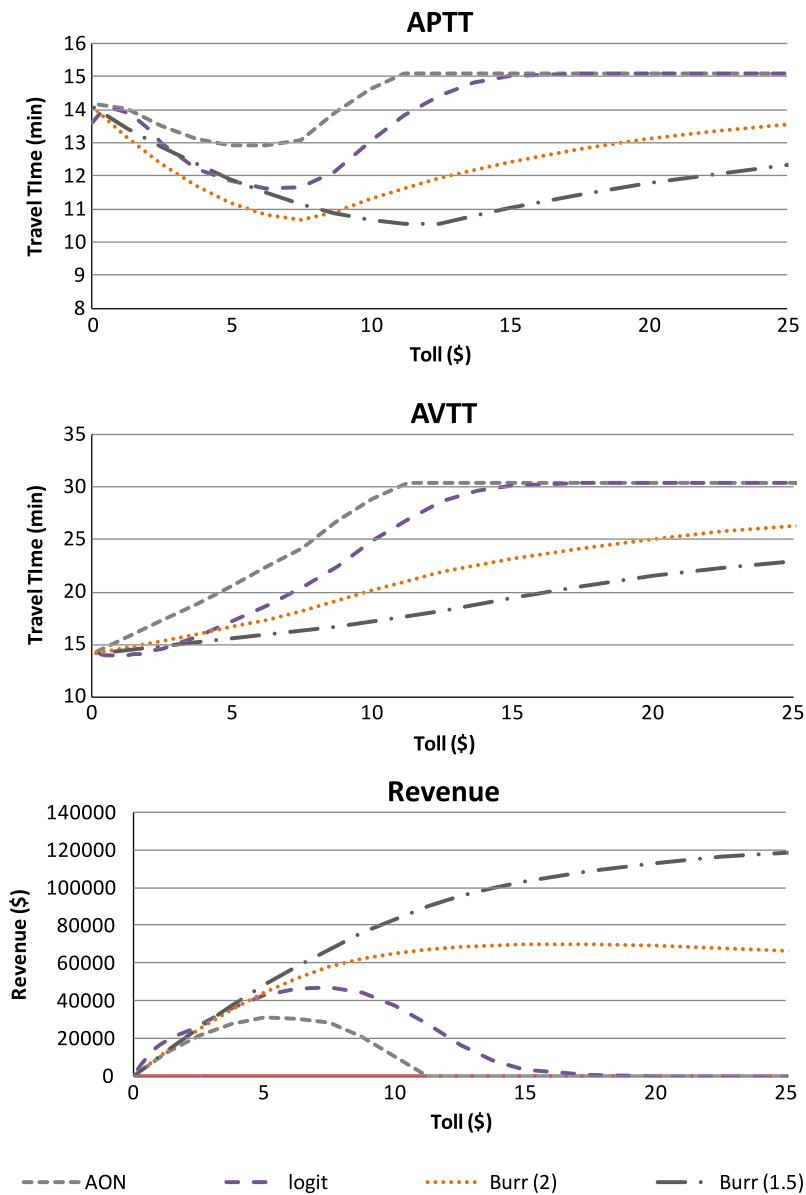 APTT
16
15
14
13
12
11
10
9
8
Travel Time (min)
0 5 10 15 20 25
Toll ($)
AVTT
35
30
25
20
15
10
Travel TIme (min)
0 5 10 15 20 25
Toll ($)
Revenue
140000
120000
100000
80000
60000
40000
20000
0
Revenue ($)
0 5 10 15 20 25
Toll ($)
AON logit Burr (2) Burr (1.5)